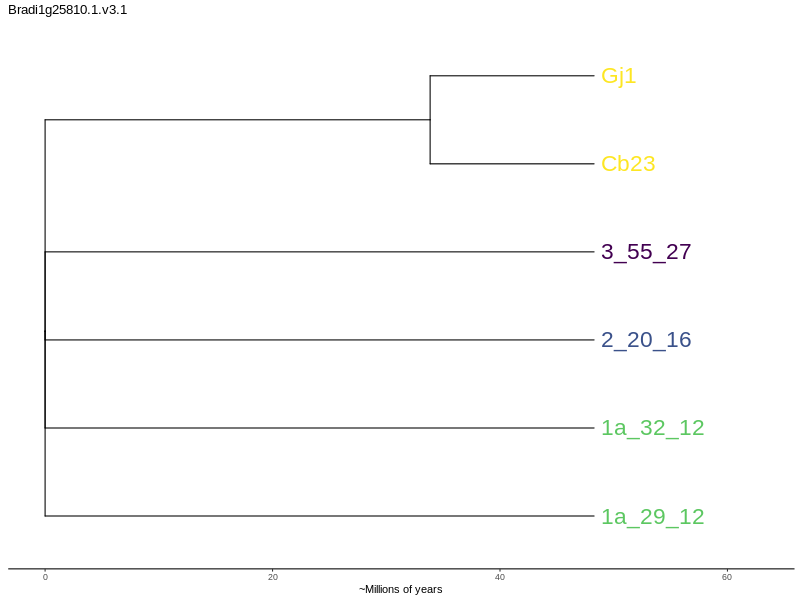 Bradi1g25810.1.v3.1
Gj1
Cb23
3_55_27
2_20_16
1a_32_12
1a_29_12
0 20 40 60
~Millions of years